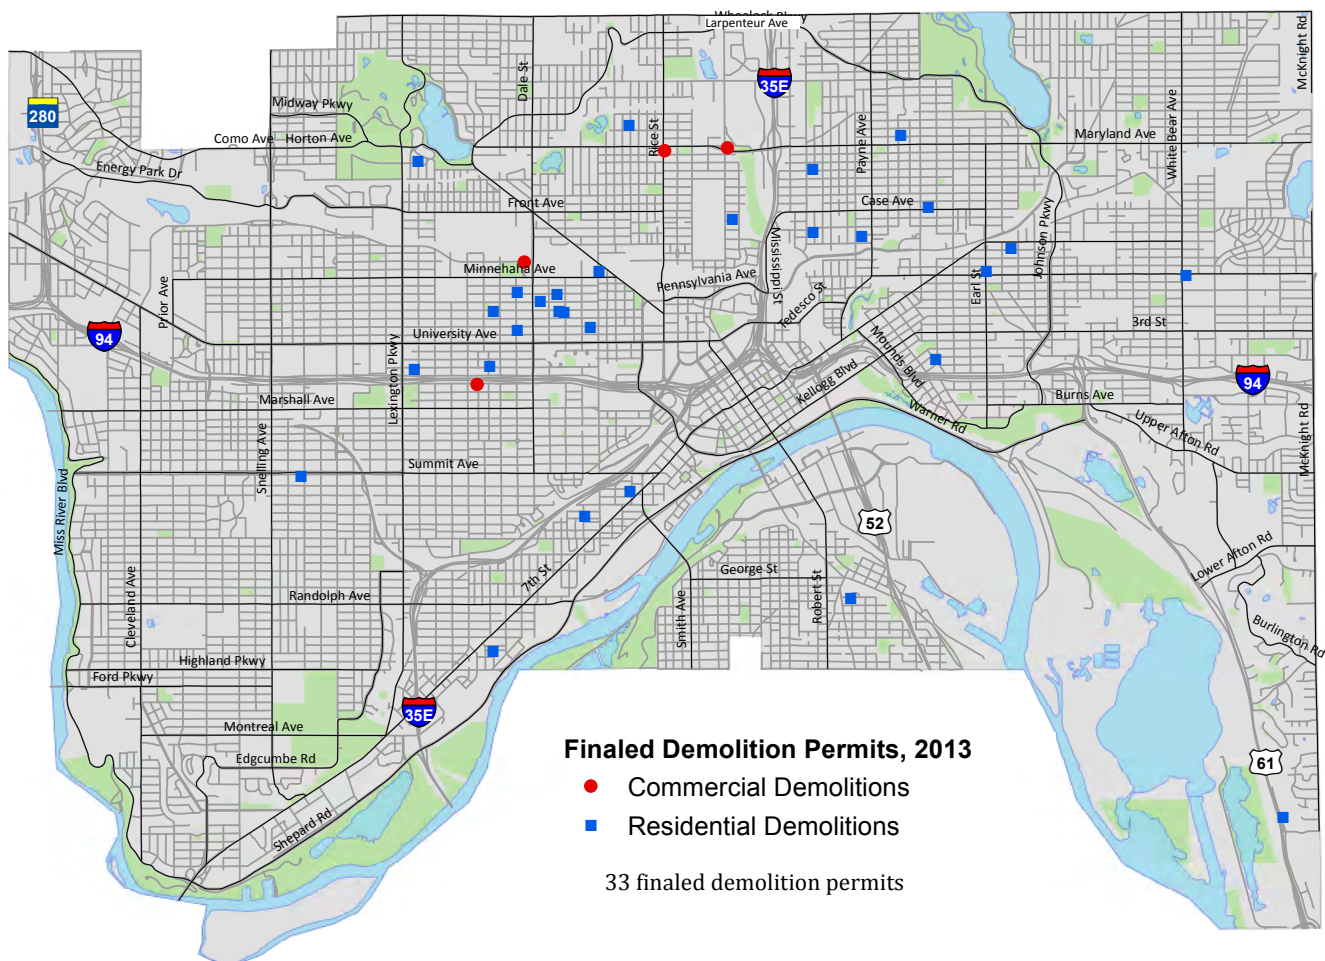 Wheelock Pkwy
Larpenteur Ave
McKnight Rd
Dale St
35E
280
Midway Pkwy
Como Ave
Horton Ave
Rice St
Payne Ave
Maryland Ave
White Bear Ave
Energy Park Dr
Front Ave
Case Ave
Johnson Pkwy
Mississippi St
Minnehaha Ave
Pennsylvania Ave
Earl St
Prior Ave
Tedesco St
3rd St
University Ave
94
Lexington Pkwy
Mounds Blvd
Kellogg Blvd
94
Marshall Ave
Burns Ave
Warner Rd
Upper Afton Rd
McKnight Rd
Snelling Ave
Summit Ave
Miss River Blvd
52
Lower Afton Rd
7th St
George St
Cleveland Ave
Randolph Ave
Smith Ave
Robert St
Burlington Rd
Highland Pkwy
Ford Pkwy
35E
Montreal Ave
Edgcumbe Rd
61
Shepard Rd
Finaled Demolition Permits, 2013
Commercial Demolitions
Residential Demolitions
33 finaled demolition permits